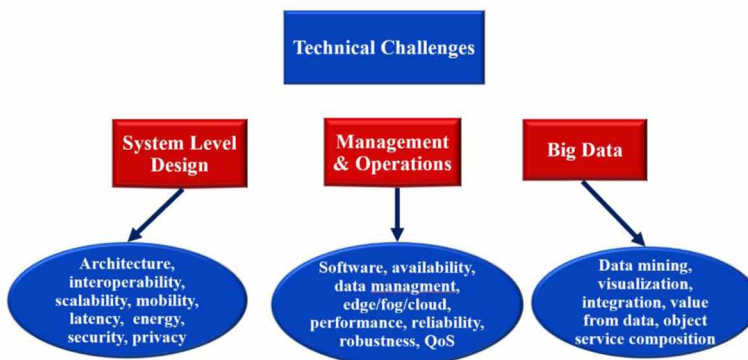 Technical Challenges
System Level
Design
Management
& Operations
Big Data
Architecture,
interoperability,
scalability, mobility,
latency, energy,
security, privacy
Software, availability,
data managment,
edge/fog/cloud,
performance, reliability,
robustness, QoS
Data mining,
visualization,
integration, value
from data, object
service composition